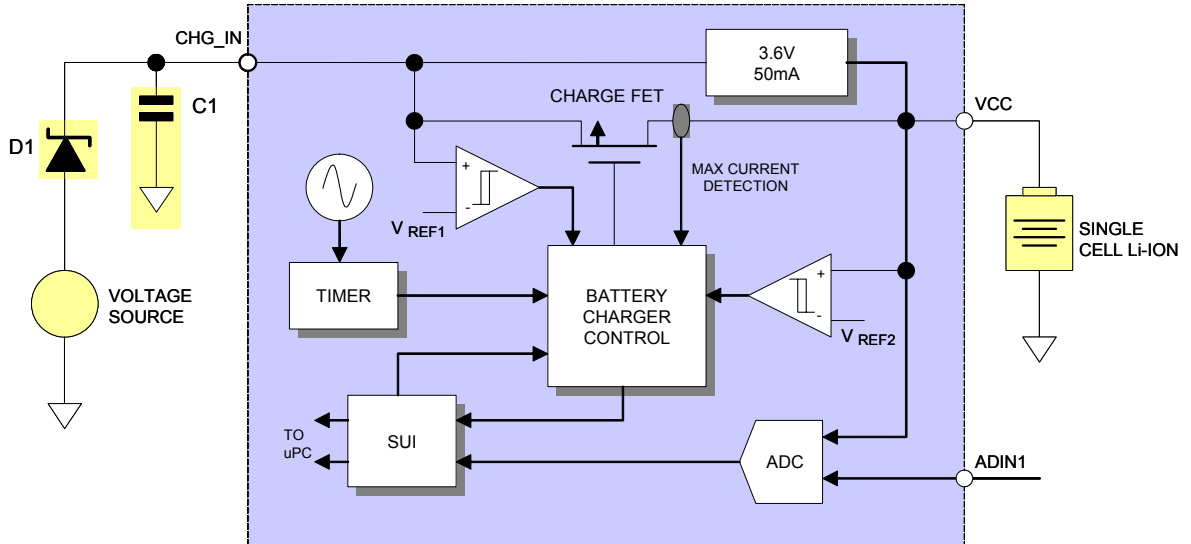 CHG_IN
3.6V
50mA
C1
CHARGE FET
VCC
D1
+
-
MAX CURRENT
DETECTION
V REF1
SINGLE
CELL Li-ION
+
-
TIMER
BATTERY
CHARGER
CONTROL
VOLTAGE
SOURCE
V REF2
TO
uPC
SUI
ADC
ADIN1